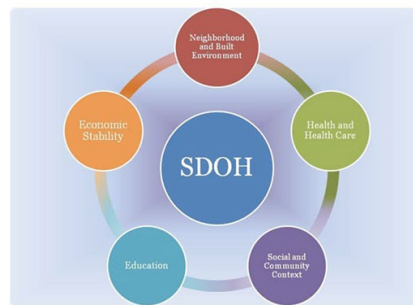 Neighborhood
and Built
Environment
Economic
Stability
Health and
Health Care
SDOH
Education
Social and
Community
Context